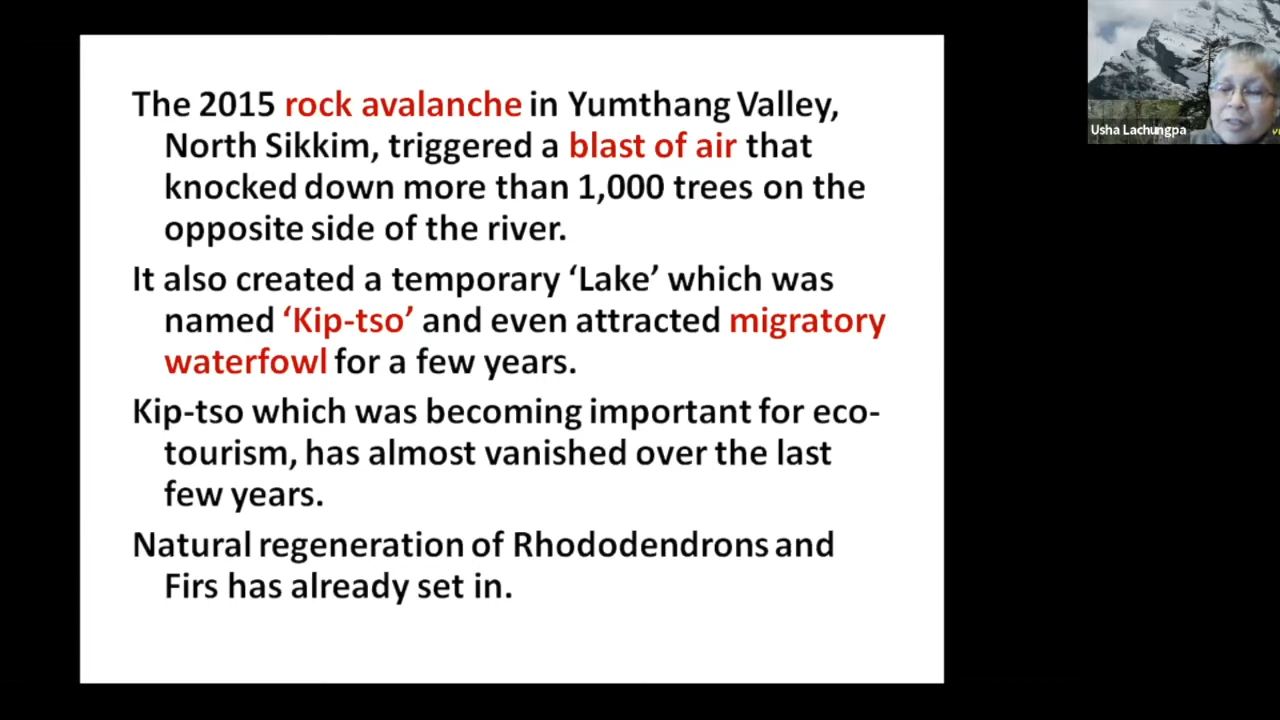 The 2015 rock avalanche in Yumthang Valley,
North Sikkim, triggered a blast of air that
knocked down more than 1,000 trees on the
opposite side of the river.
It also created a temporary ‘Lake’ which was
named ‘Kip-tso’ and even attracted migratory
waterfowl for a few years.
Kip-tso which was becoming important for eco-
tourism, has almost vanished over the last
few years.
Natural regeneration of Rhododendrons and
Firs has already set in.
Usha Lachungpa